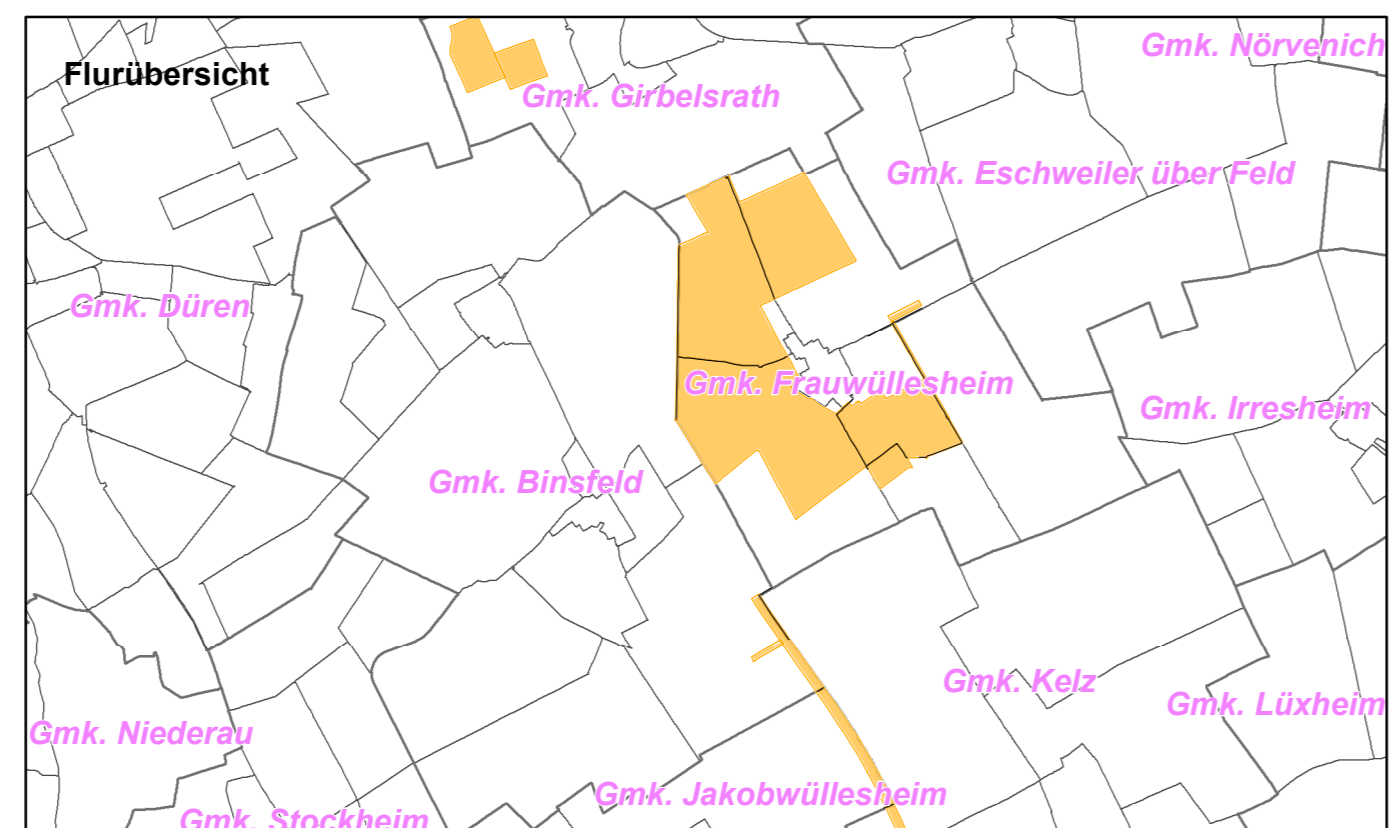 Gmk. Nörvenich
Flurübersicht
Gmk. Girbelsrath
Gmk. Eschweiler über Feld
Gmk. Düren
Gmk. Frauwüllesheim
Gmk. Irresheim
Gmk. Binsfeld
Gmk. Kelz
Gmk. Lüxheim
Gmk. Niederau
Gmk. Jakobwüllesheim
Gmk. Stockheim